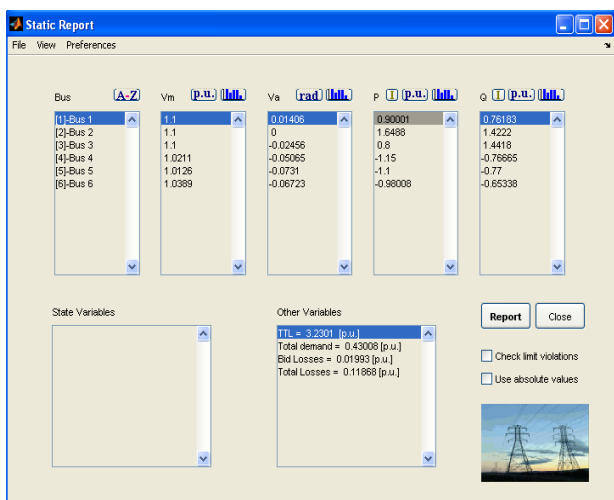 Static Report
File View Preferences
Bus A-Z Vm p.u. Va rad P I p.u. Q I p.u.
[1]-Bus 1 1.1 0.01406 0.90001 0.76183
[2]-Bus 2 1.1 0 1.6488 1.4222
[3]-Bus 3 1.1 -0.02456 0.8 1.4418
[4]-Bus 4 1.0211 -0.05065 -1.15 -0.76665
[5]-Bus 5 1.0126 -0.0731 -1.1 -0.77
[6]-Bus 6 1.0389 -0.06723 -0.98008 -0.65338
State Variables Other Variables
TTL = 3.2301 [p.u.]
Total demand = 0.43008 [p.u.]
Bid Losses = 0.01993 [p.u.]
Total Losses = 0.11868 [p.u.]
Report Close
Check limit violations
Use absolute values